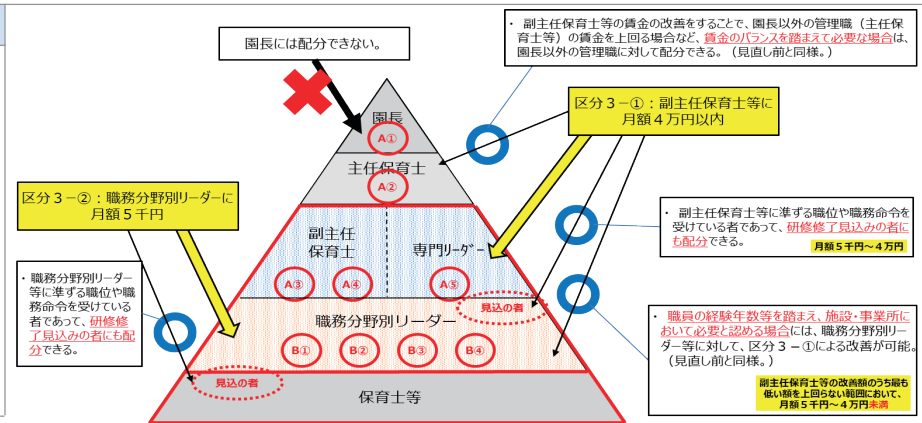 園長には配分できない。
・ 副主任保育士等の賃金の改善をすることで、園長以外の管理職（主任保
育士等）の賃金を上回る場合など、賃金のバランスを踏まえて必要な場合は、
園長以外の管理職に対して配分できる。（見直し前と同様。）
区分３－①：副主任保育士等に
月額４万円以内
園長
A①
主任保育士
A②
区分３－②：職務分野別リーダーに
月額５千円
・ 職務分野別リーダー
等に準ずる職位や職
務命令を受けている
者であって、研修修
了見込みの者にも配
分できる。
副主任
保育士
専門リーダー
A③
A④
A⑤
見込の者
職務分野別リーダー
B①
B②
B③
B④
見込の者
保育士等
・ 副主任保育士等に準ずる職位や職務命令を
受けている者であって、研修修了見込みの者に
も配分できる。
月額５千円～４万円
・ 職員の経験年数等を踏まえ、施設・事業所に
おいて必要と認める場合には、職務分野別リー
ダー等に対して、区分３－①による改善が可能。
（見直し前と同様。）
副主任保育士等の改善額のうち最も
低い額を上回らない範囲において、
月額５千円～４万円未満